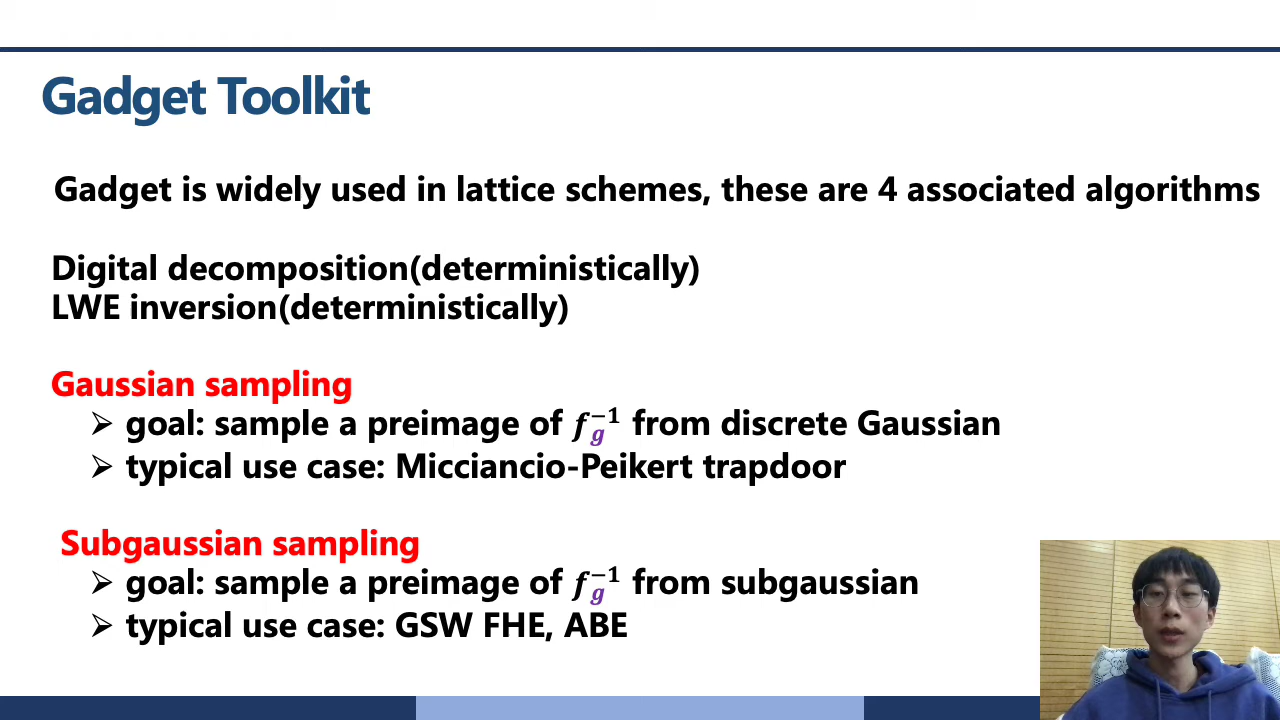 Gadget Toolkit
Gadget is widely used in lattice schemes, these are 4 associated algorithms
Digital decomposition(deterministically)
LWE inversion(deterministically)
Gaussian sampling
➢ goal: sample a preimage of $f_g^{-1}$ from discrete Gaussian
➢ typical use case: Micciancio-Peikert trapdoor
Subgaussian sampling
➢ goal: sample a preimage of $f_g^{-1}$ from subgaussian
➢ typical use case: GSW FHE, ABE